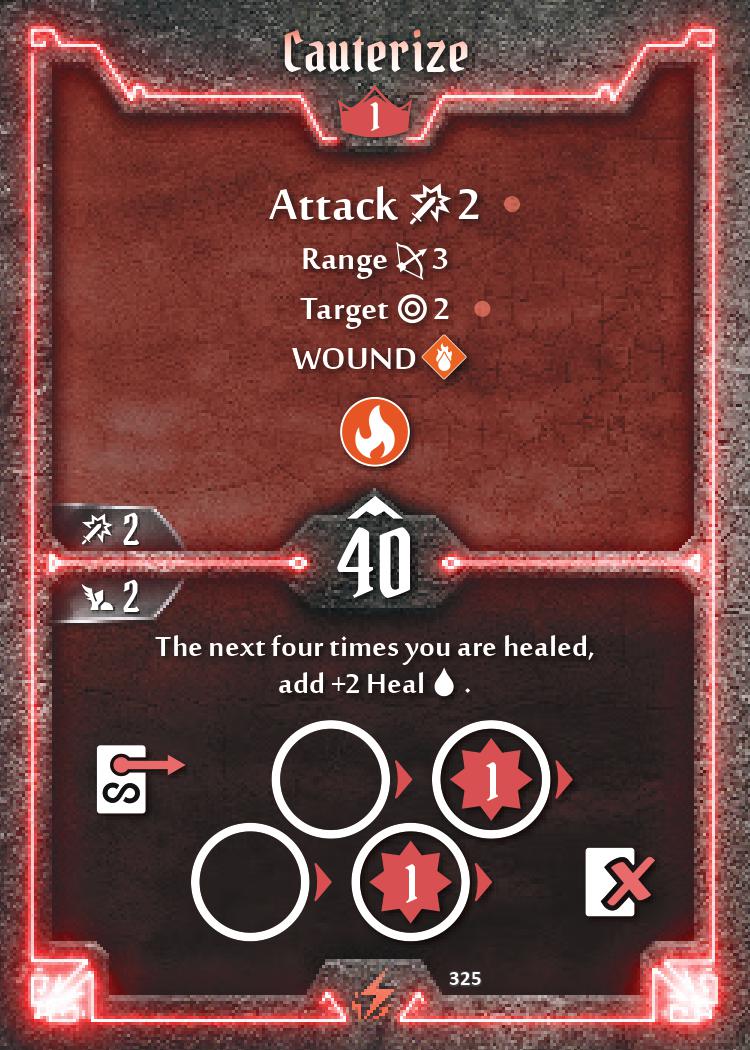 Cauterize
1
Attack 2
Range 3
Target 2
WOUND
2
40
2
The next four times you are healed,
add +2 Heal .
1
1
325